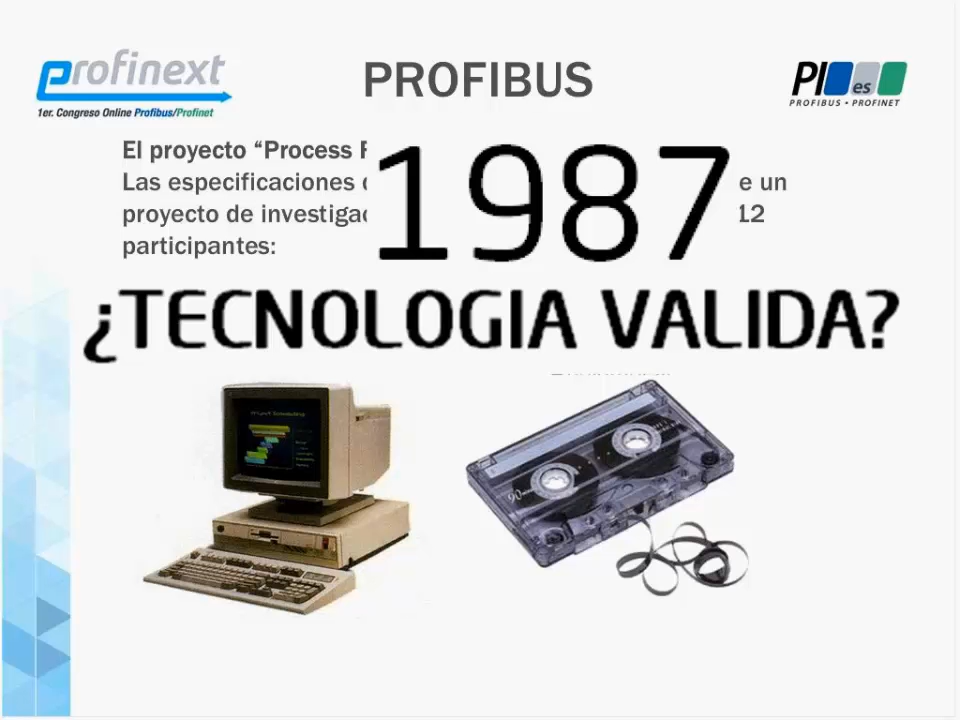 profinext
1er. Congreso Online Profibus/Profinet
PROFIBUS
PI es
PROFIBUS • PROFINET
El proyecto “Process
Las especificaciones e un
proyecto de 12
participantes:
1987
¿TECNOLOGIA VALIDA?
90